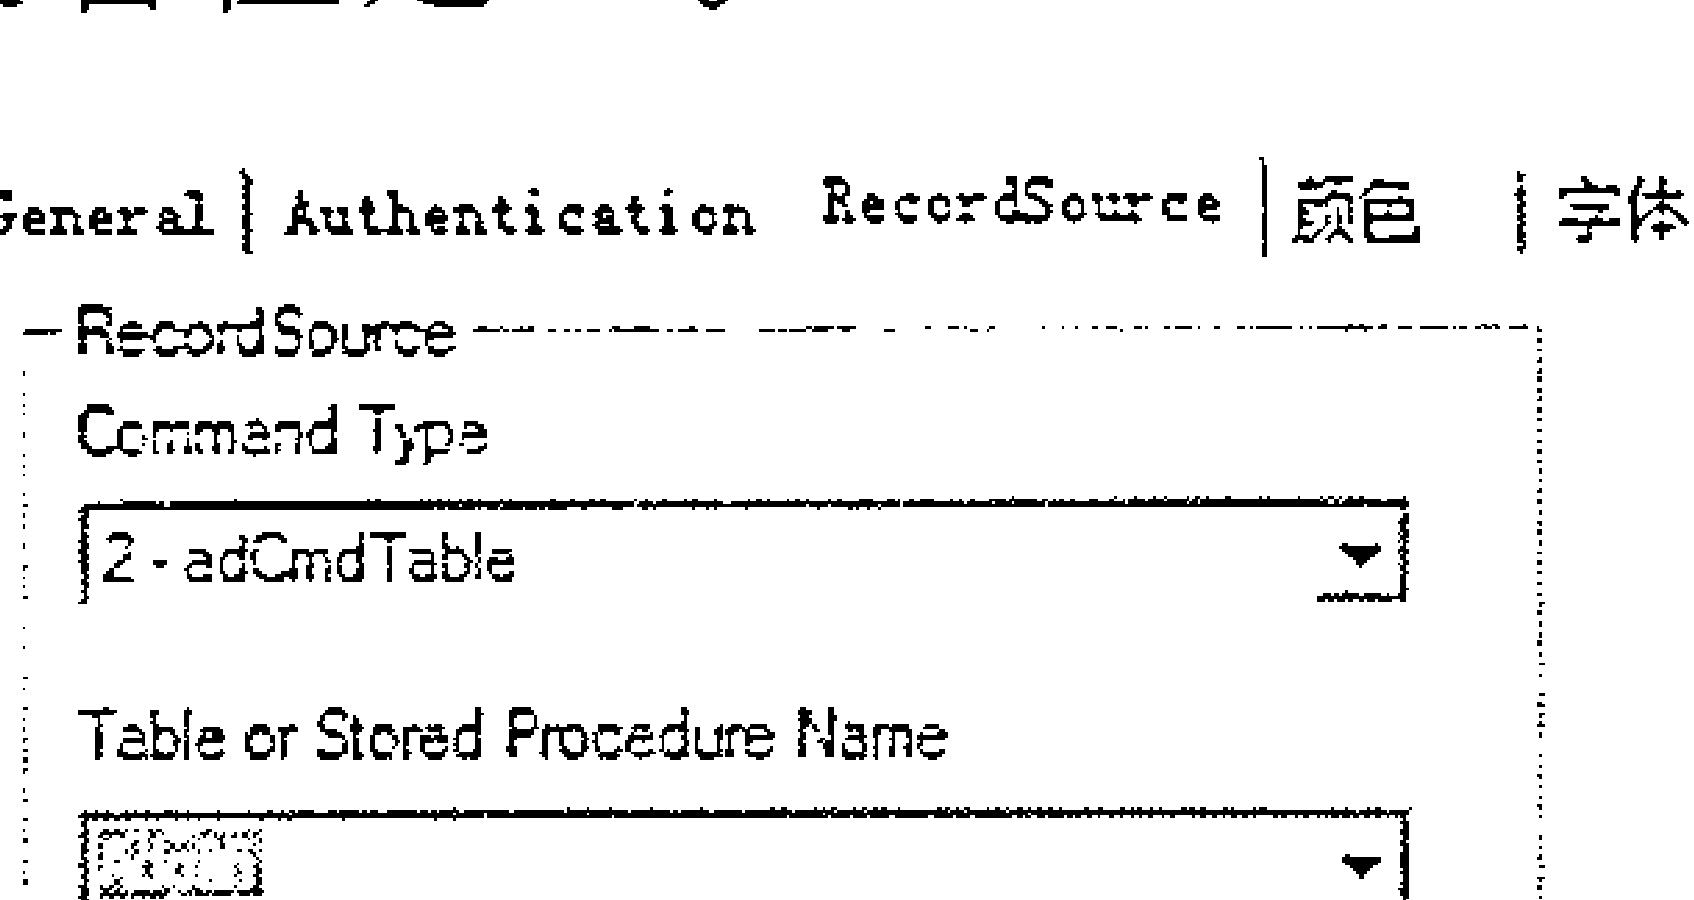 General | Authentication RecordSource | 颜色 | 字体
RecordSource
Command Type
2 - adCmdTable
Table or Stored Procedure Name